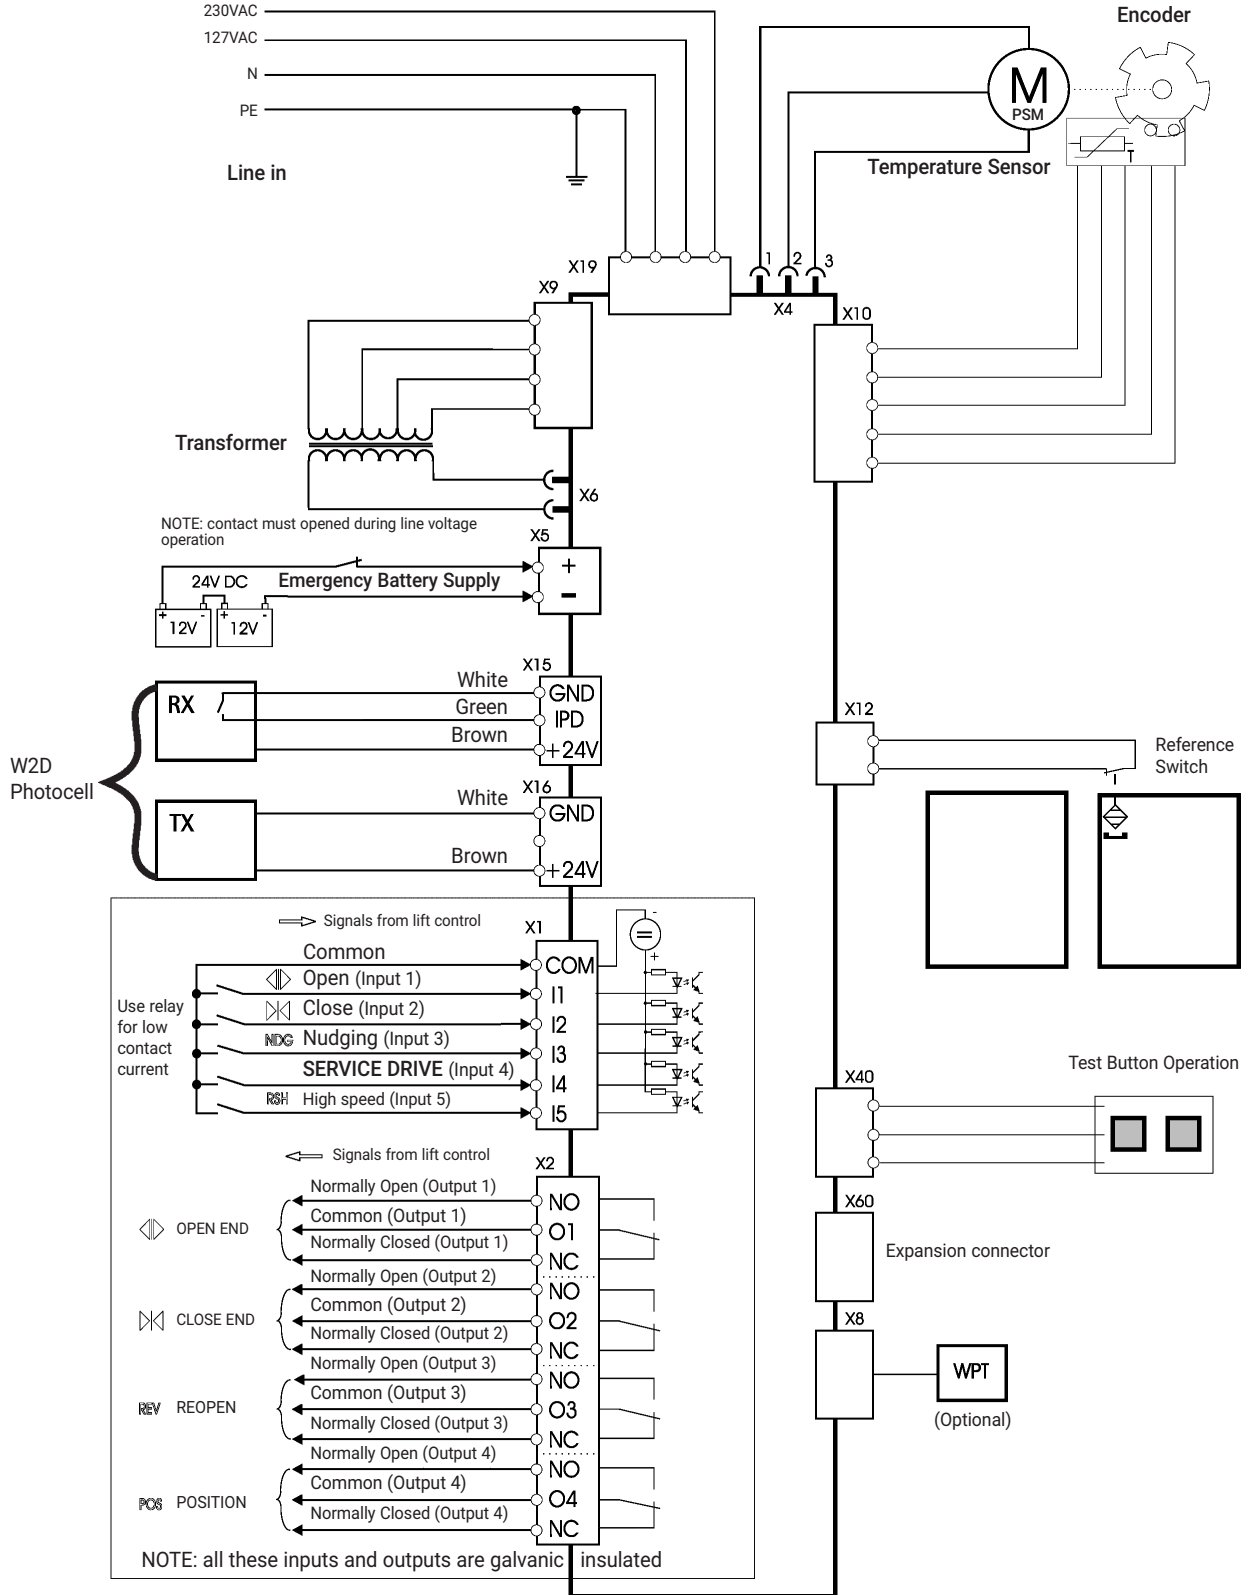 230VAC
127VAC
N
PE
Line in
Encoder
M
PSM
Temperature Sensor
T
X19
1
2
3
X4
X9
X10
Transformer
X6
NOTE: contact must opened during line voltage
operation
X5
+
-
24V DC
Emergency Battery Supply
+ - + -
12V 12V
X15
W2D
Photocell
RX
White
GND
Green
IPD
Brown
+24V
X16
TX
White
GND
Brown
+24V
X12
Reference
Switch
Signals from lift control
X1
-
=
+
Common
COM
Open (Input 1)
I1
Close (Input 2)
I2
NDG Nudging (Input 3)
I3
SERVICE DRIVE (Input 4)
I4
RSH High speed (Input 5)
I5
Use relay
for low
contact
current
Test Button Operation
X40
Signals from lift control
X2
Normally Open (Output 1)
NO
OPEN END
Common (Output 1)
O1
Normally Closed (Output 1)
NC
Normally Open (Output 2)
NO
CLOSE END
Common (Output 2)
O2
Normally Closed (Output 2)
NC
Normally Open (Output 3)
NO
REV REOPEN
Common (Output 3)
O3
Normally Closed (Output 3)
NC
Normally Open (Output 4)
NO
POS POSITION
Common (Output 4)
O4
Normally Closed (Output 4)
NC
NOTE: all these inputs and outputs are galvanic insulated
X60
Expansion connector
X8
WPT
(Optional)